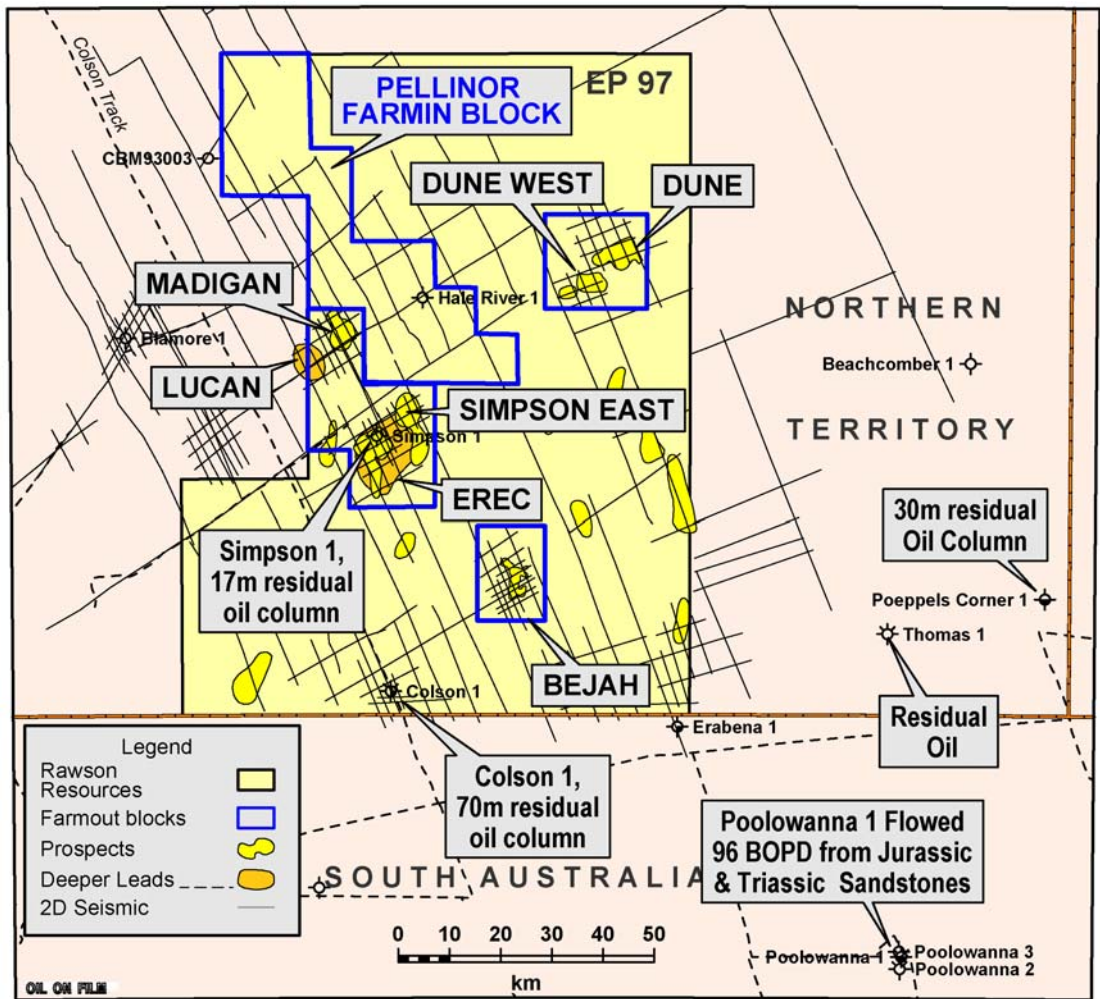 Colson Track
PELLINOR
FARMIN BLOCK
EP 97
CBM93003
DUNE WEST
DUNE
MADIGAN
Hale River 1
NORTHERN
Blamore 1
Beachcomber 1
LUCAN
SIMPSON EAST
Simpson 1
TERRITORY
EREC
30m residual
Oil Column
Simpson 1,
17m residual
oil column
Poeppels Corner 1
Thomas 1
BEJAH
Colson 1
Residual
Oil
Erabena 1
Legend
Rawson
Resources
Farmout blocks
Prospects
Deeper Leads
2D Seismic
Colson 1,
70m residual
oil column
Poolowanna 1 Flowed
96 BOPD from Jurassic
& Triassic Sandstones
SOUTH AUSTRALIA
0 10 20 30 40 50
km
Poolowanna 1
Poolowanna 3
Poolowanna 2
OIL ON FILM